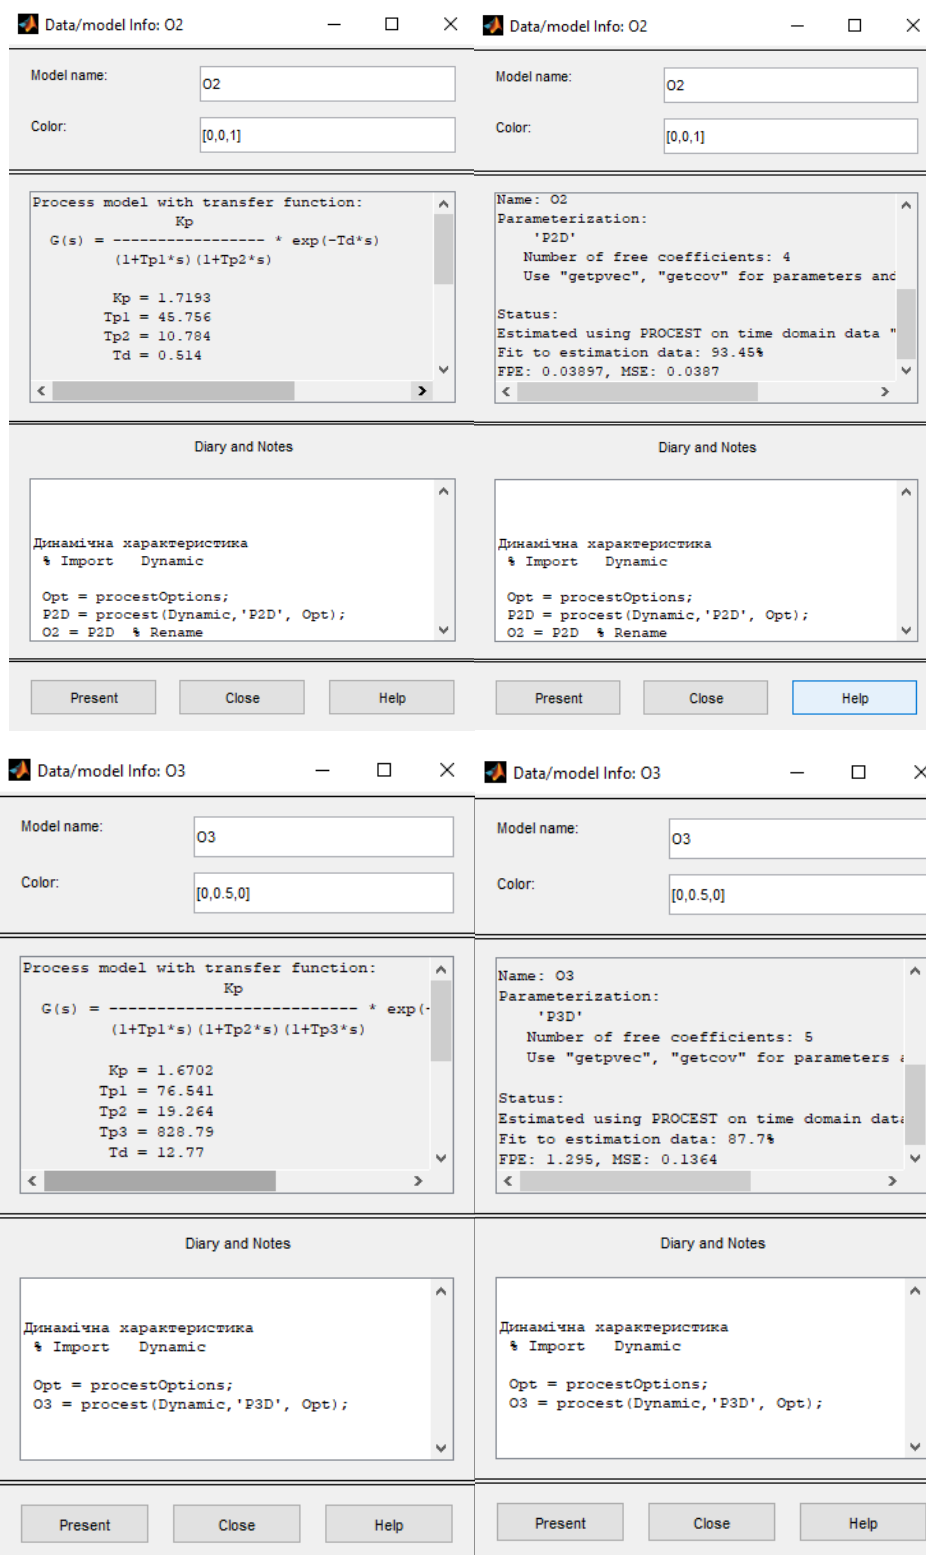 Data/model Info: O2
Model name:
O2
Color:
[0,0,1]
Process model with transfer function:
Kp
G(s) = ----------------- * exp(-Td*s)
(1+Tp1*s)(1+Tp2*s)
Kp = 1.7193
Tp1 = 45.756
Tp2 = 10.784
Td = 0.514
Diary and Notes
Динамічна характеристика
% Import   Dynamic
Opt = procestOptions;
P2D = procest(Dynamic,'P2D', Opt);
O2 = P2D  % Rename
Present
Close
Help
Data/model Info: O2
Model name:
O2
Color:
[0,0,1]
Name: O2
Parameterization:
'P2D'
Number of free coefficients: 4
Use "getpvec", "getcov" for parameters and
Status:
Estimated using PROCEST on time domain data "
Fit to estimation data: 93.45%
FPE: 0.03897, MSE: 0.0387
Diary and Notes
Динамічна характеристика
% Import   Dynamic
Opt = procestOptions;
P2D = procest(Dynamic,'P2D', Opt);
O2 = P2D  % Rename
Present
Close
Help
Data/model Info: O3
Model name:
O3
Color:
[0,0.5,0]
Process model with transfer function:
Kp
G(s) = -------------------------- * exp(-
(1+Tp1*s)(1+Tp2*s)(1+Tp3*s)
Kp = 1.6702
Tp1 = 76.541
Tp2 = 19.264
Tp3 = 828.79
Td = 12.77
Diary and Notes
Динамічна характеристика
% Import   Dynamic
Opt = procestOptions;
O3 = procest(Dynamic,'P3D', Opt);
Present
Close
Help
Data/model Info: O3
Model name:
O3
Color:
[0,0.5,0]
Name: O3
Parameterization:
'P3D'
Number of free coefficients: 5
Use "getpvec", "getcov" for parameters
Status:
Estimated using PROCEST on time domain data
Fit to estimation data: 87.7%
FPE: 1.295, MSE: 0.1364
Diary and Notes
Динамічна характеристика
% Import   Dynamic
Opt = procestOptions;
O3 = procest(Dynamic,'P3D', Opt);
Present
Close
Help